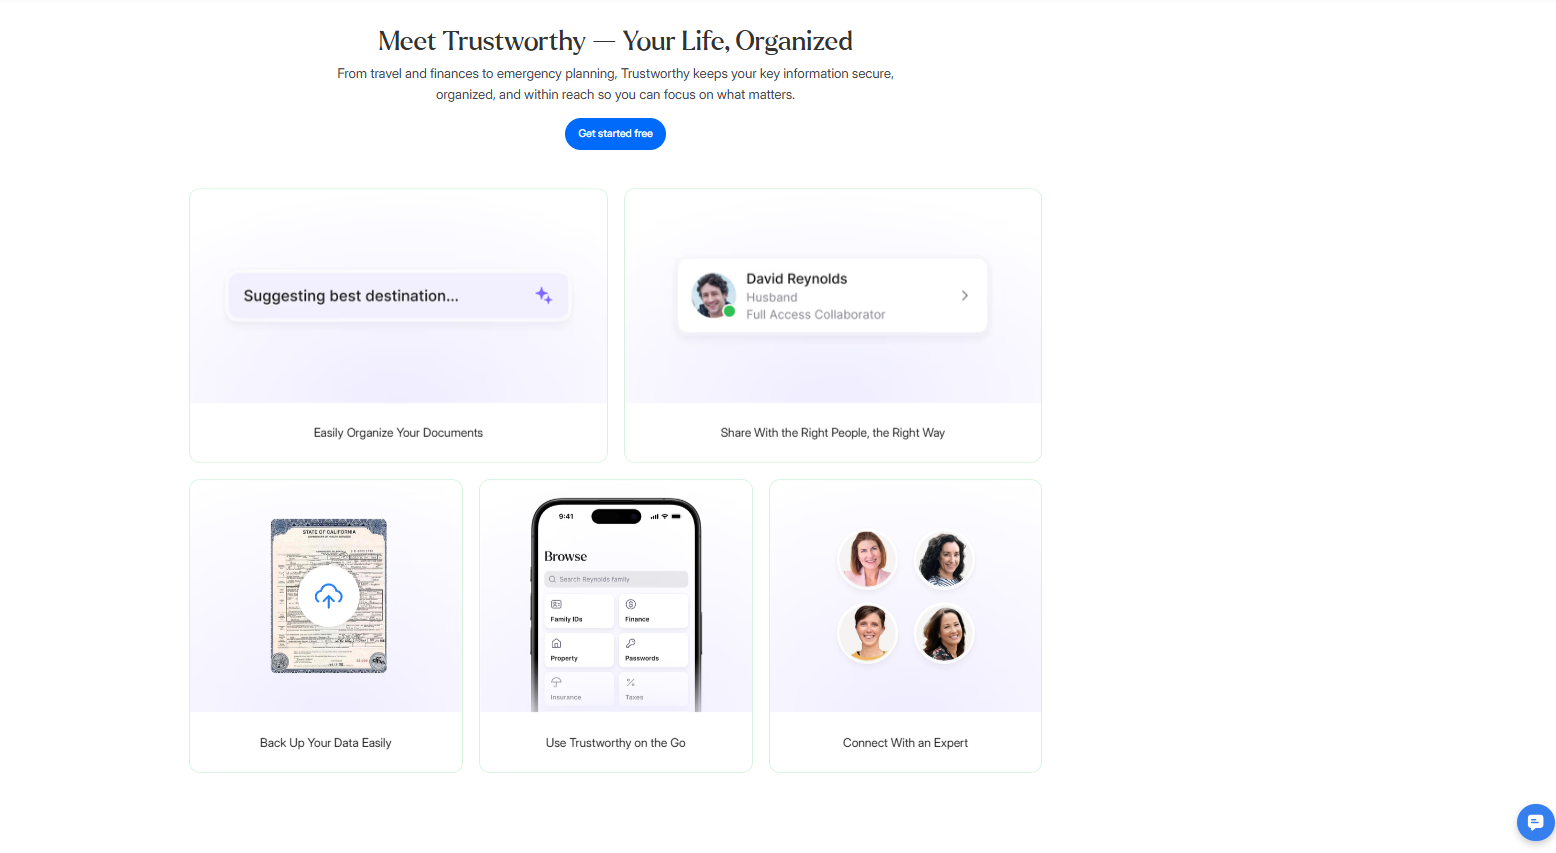 Meet Trustworthy — Your Life, Organized
From travel and finances to emergency planning, Trustworthy keeps your key information secure,
organized, and within reach so you can focus on what matters.
Get started free
Suggesting best destination...
David Reynolds
Husband
Full Access Collaborator
Easily Organize Your Documents
Share With the Right People, the Right Way
STATE OF CALIFORNIA
9:41
Browse
Search Reynolds family
Family IDs
Finance
Property
Passwords
Insurance
Taxes
Back Up Your Data Easily
Use Trustworthy on the Go
Connect With an Expert